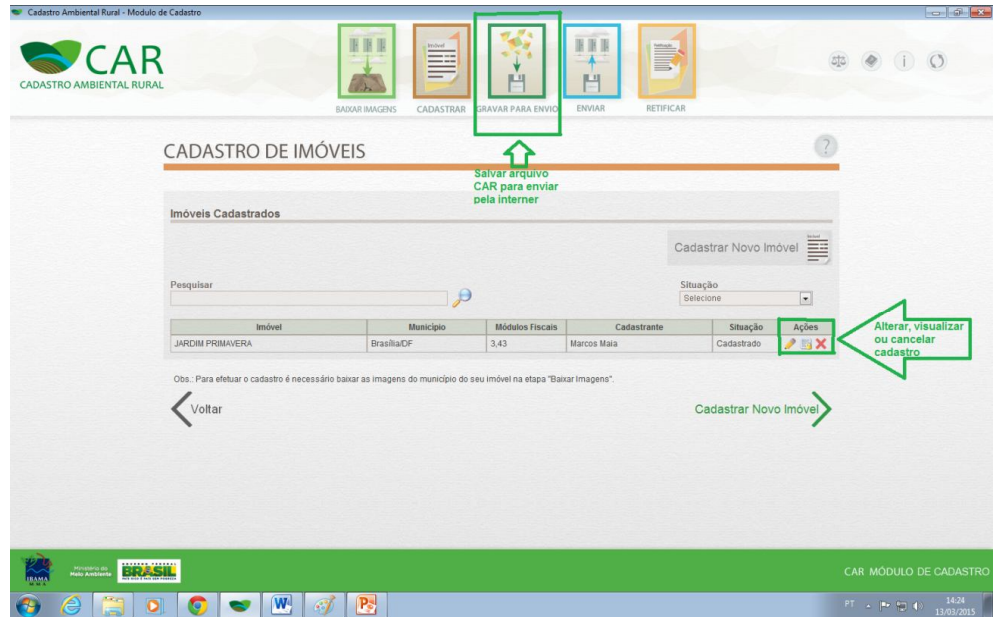 Cadastro Ambiental Rural - Modulo de Cadastro
CAR
CADASTRO AMBIENTAL RURAL
BAIXAR IMAGENS
CADASTRAR
GRAVAR PARA ENVIO
ENVIAR
RETIFICAR
CADASTRO DE IMÓVEIS
?
Salvar arquivo
CAR para enviar
pela interner
Imóveis Cadastrados
Cadastrar Novo Imóvel
Pesquisar
Situação
Selecione
Imóvel Município Módulos Fiscais Cadastrante Situação Ações
JARDIM PRIMAVERA Brasília/DF 3,43 Marcos Maia Cadastrado
Alterar, visualizar
ou cancelar
cadastro
Obs.: Para efetuar o cadastro é necessário baixar as imagens do município do seu imóvel na etapa "Baixar Imagens".
Voltar
Cadastrar Novo Imóvel
IBAMA
M M A
Ministério do
Meio Ambiente
BRASIL
CAR MÓDULO DE CADASTRO
PT
14:24
13/03/2015